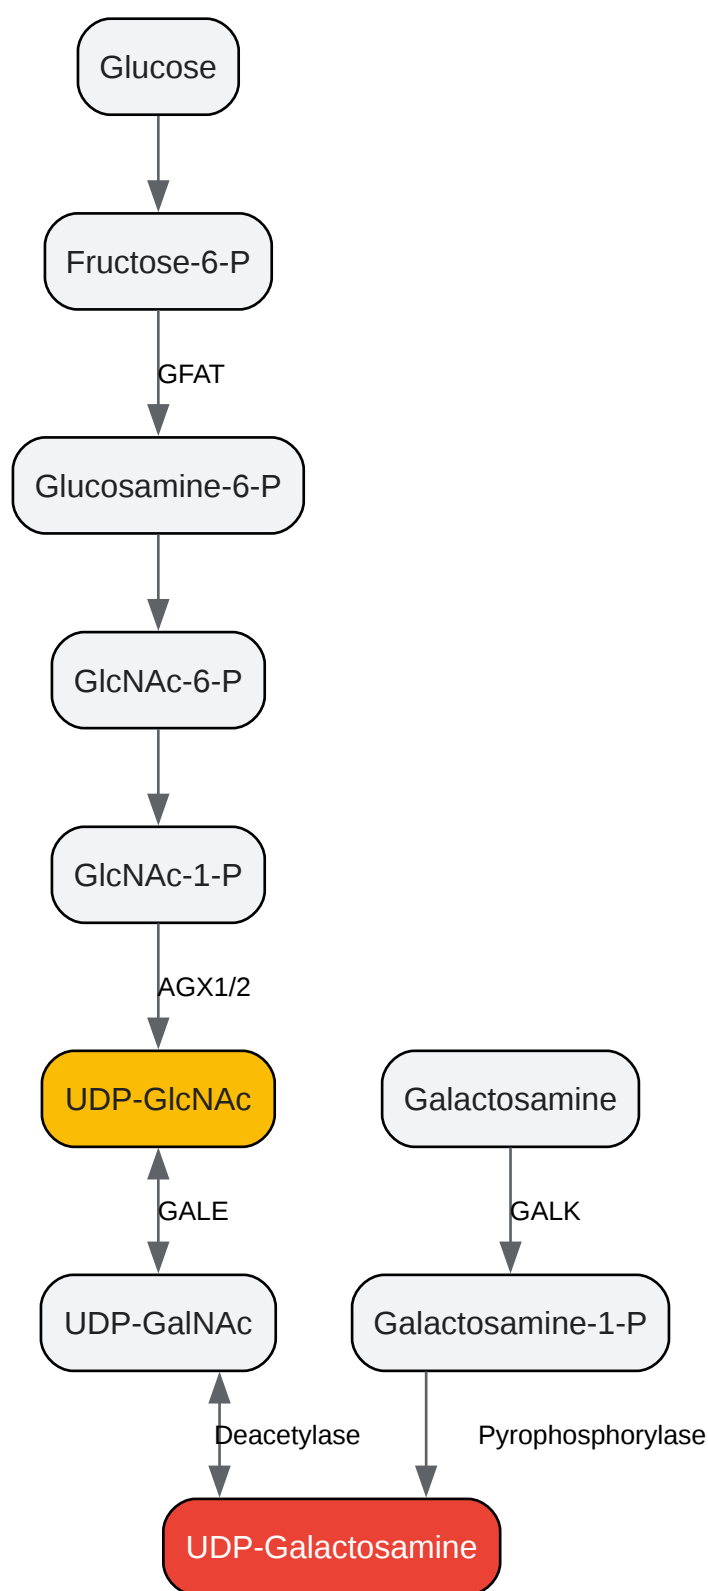 Glucose
Fructose-6-P
GFAT
Glucosamine-6-P
GlcNAc-6-P
GlcNAc-1-P
AGX1/2
UDP-GlcNAc
Galactosamine
GALE
GALK
UDP-GalNAc
Galactosamine-1-P
Deacetylase
Pyrophosphorylase
UDP-Galactosamine